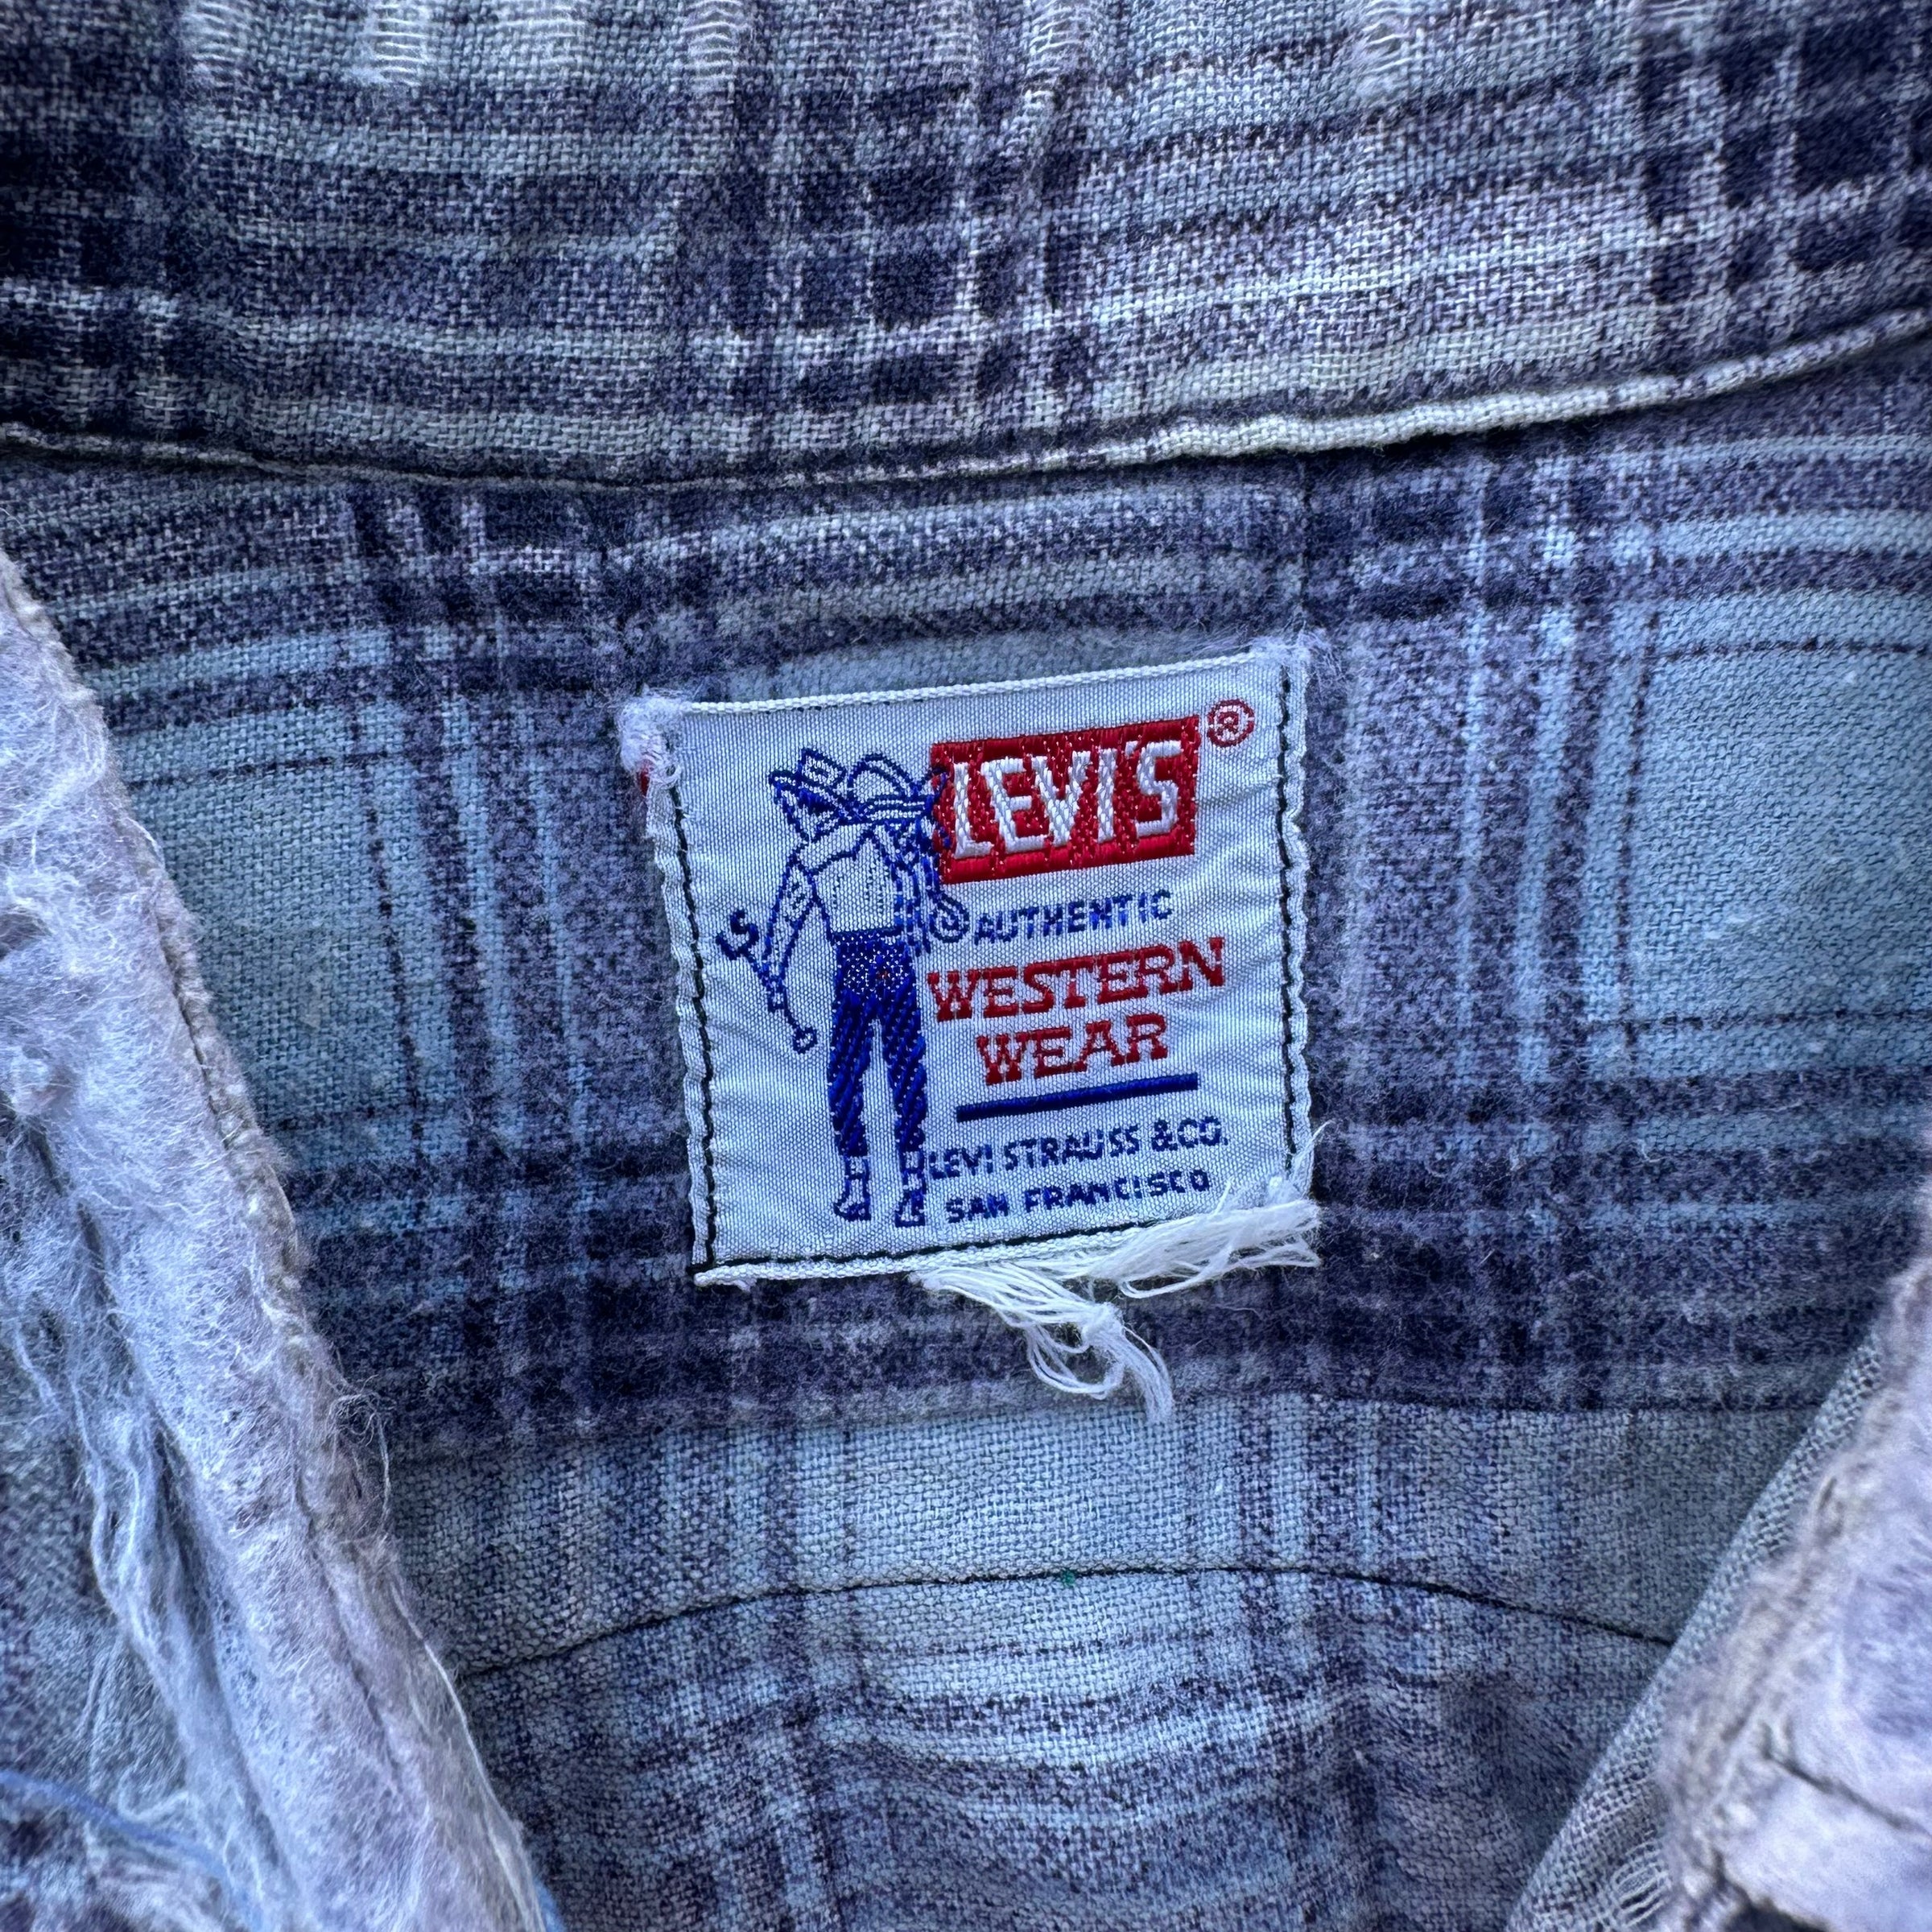 LEVI'S ®
AUTHENTIC
WESTERN
WEAR
LEVI STRAUSS & CO.
SAN FRANCISCO